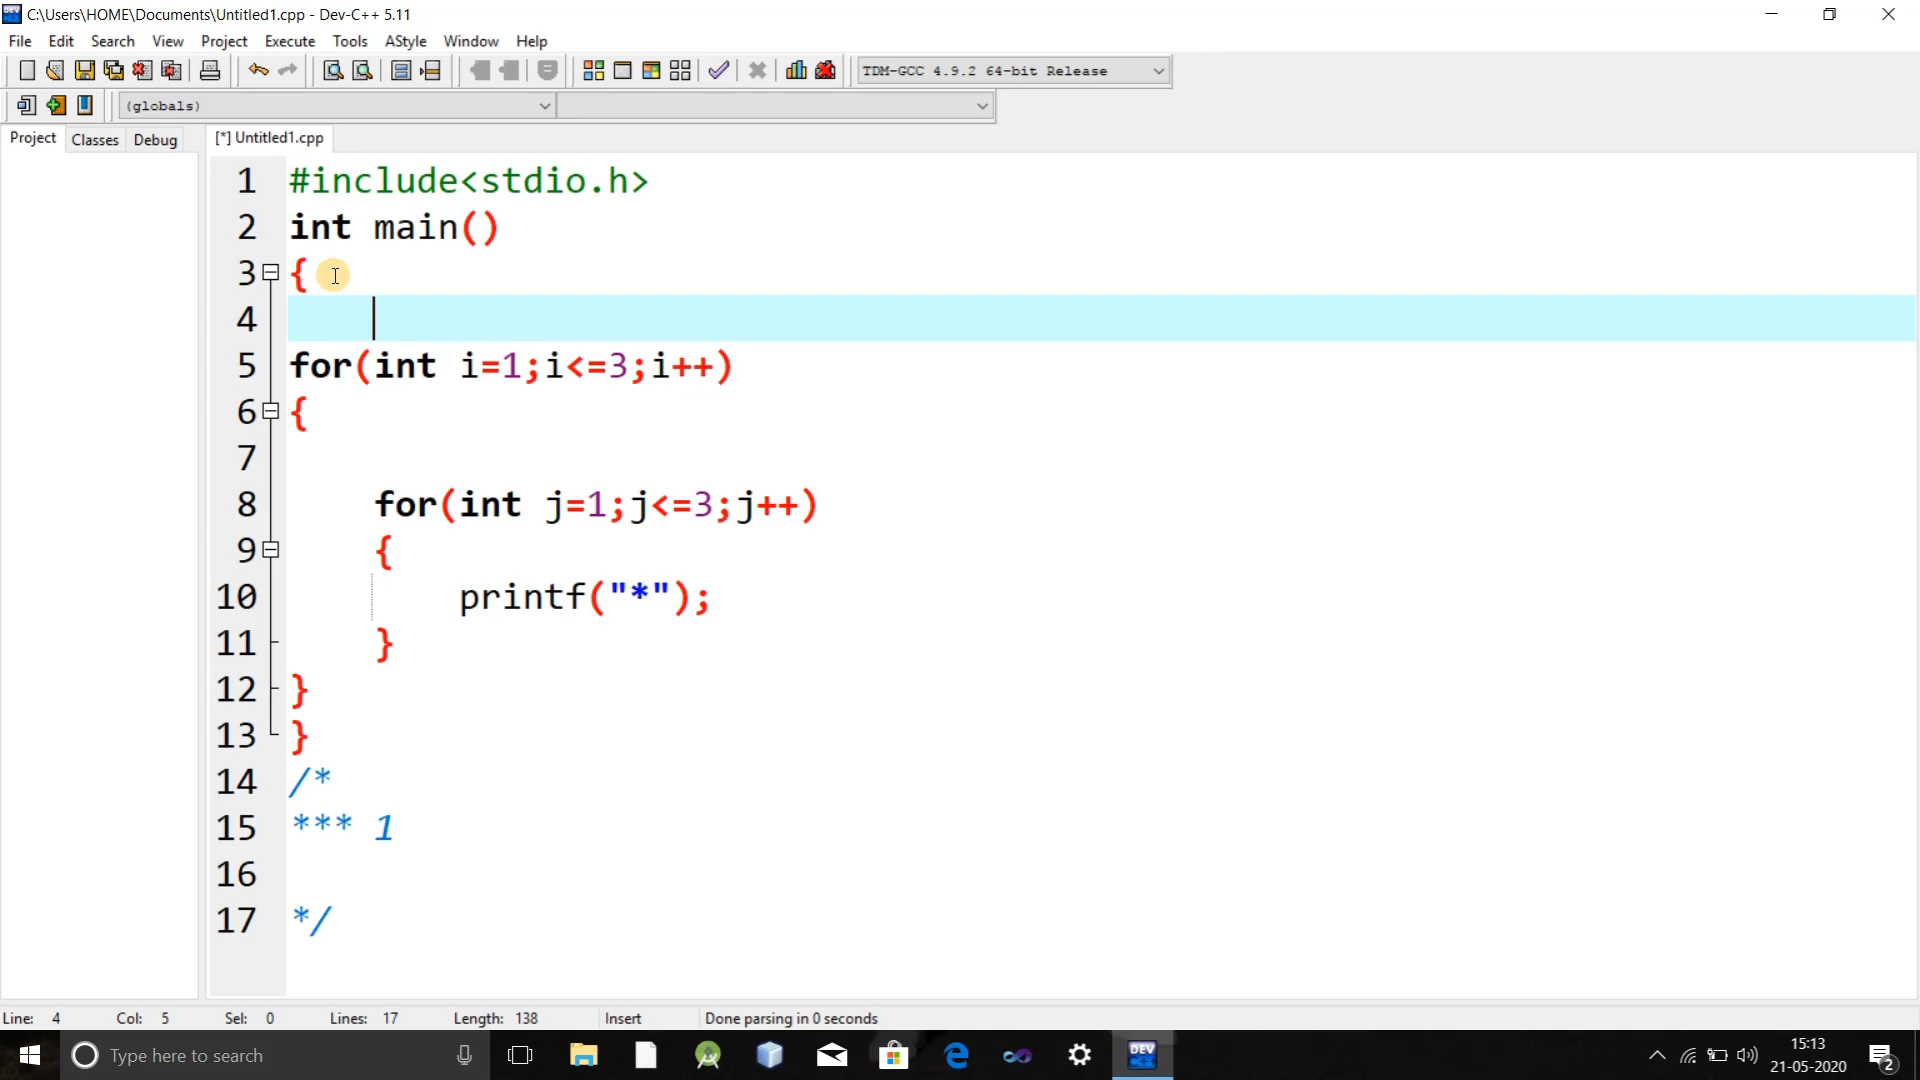 C:\Users\HOME\Documents\Untitled1.cpp - Dev-C++ 5.11
File Edit Search View Project Execute Tools AStyle Window Help
TDM-GCC 4.9.2 64-bit Release
(globals)
Project Classes Debug [*] Untitled1.cpp
1 #include<stdio.h>
2 int main()
3 {
4
5 for(int i=1;i<=3;i++)
6 {
7
8 for(int j=1;j<=3;j++)
9 {
10 printf("*");
11 }
12 }
13 }
14 /*
15 *** 1
16
17 */
Line: 4 Col: 5 Sel: 0 Lines: 17 Length: 138 Insert Done parsing in 0 seconds
Type here to search
DEV C++
15:13
21-05-2020
2